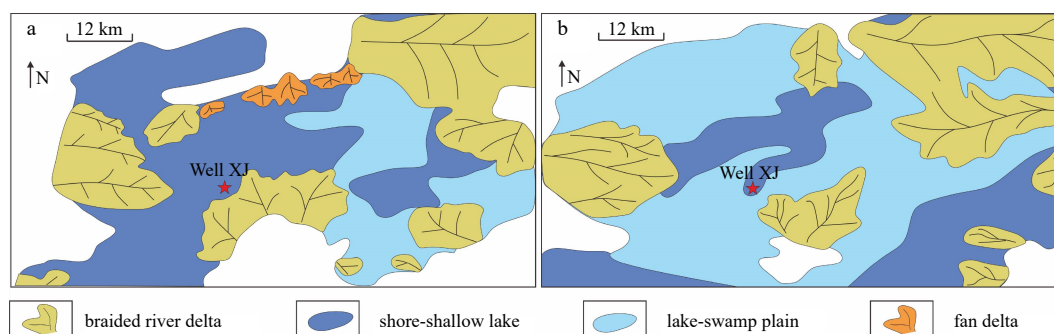 a
12 km
N
Well XJ
b
12 km
N
Well XJ
braided river delta
shore-shallow lake
lake-swamp plain
fan delta